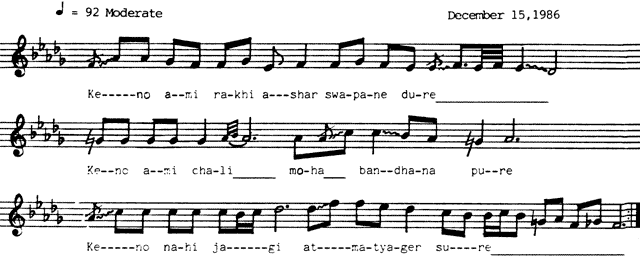 ♩ = 92 Moderate December 15,1986
Ke-----no a--mi ra-khi a---shar swa-pa-ne du-re
Ke--no a--mi cha-li______ mo-ha___ ban--dha-na pu--re
Ke-----no na-hi ja------gi at-----ma-tya-ger su----re